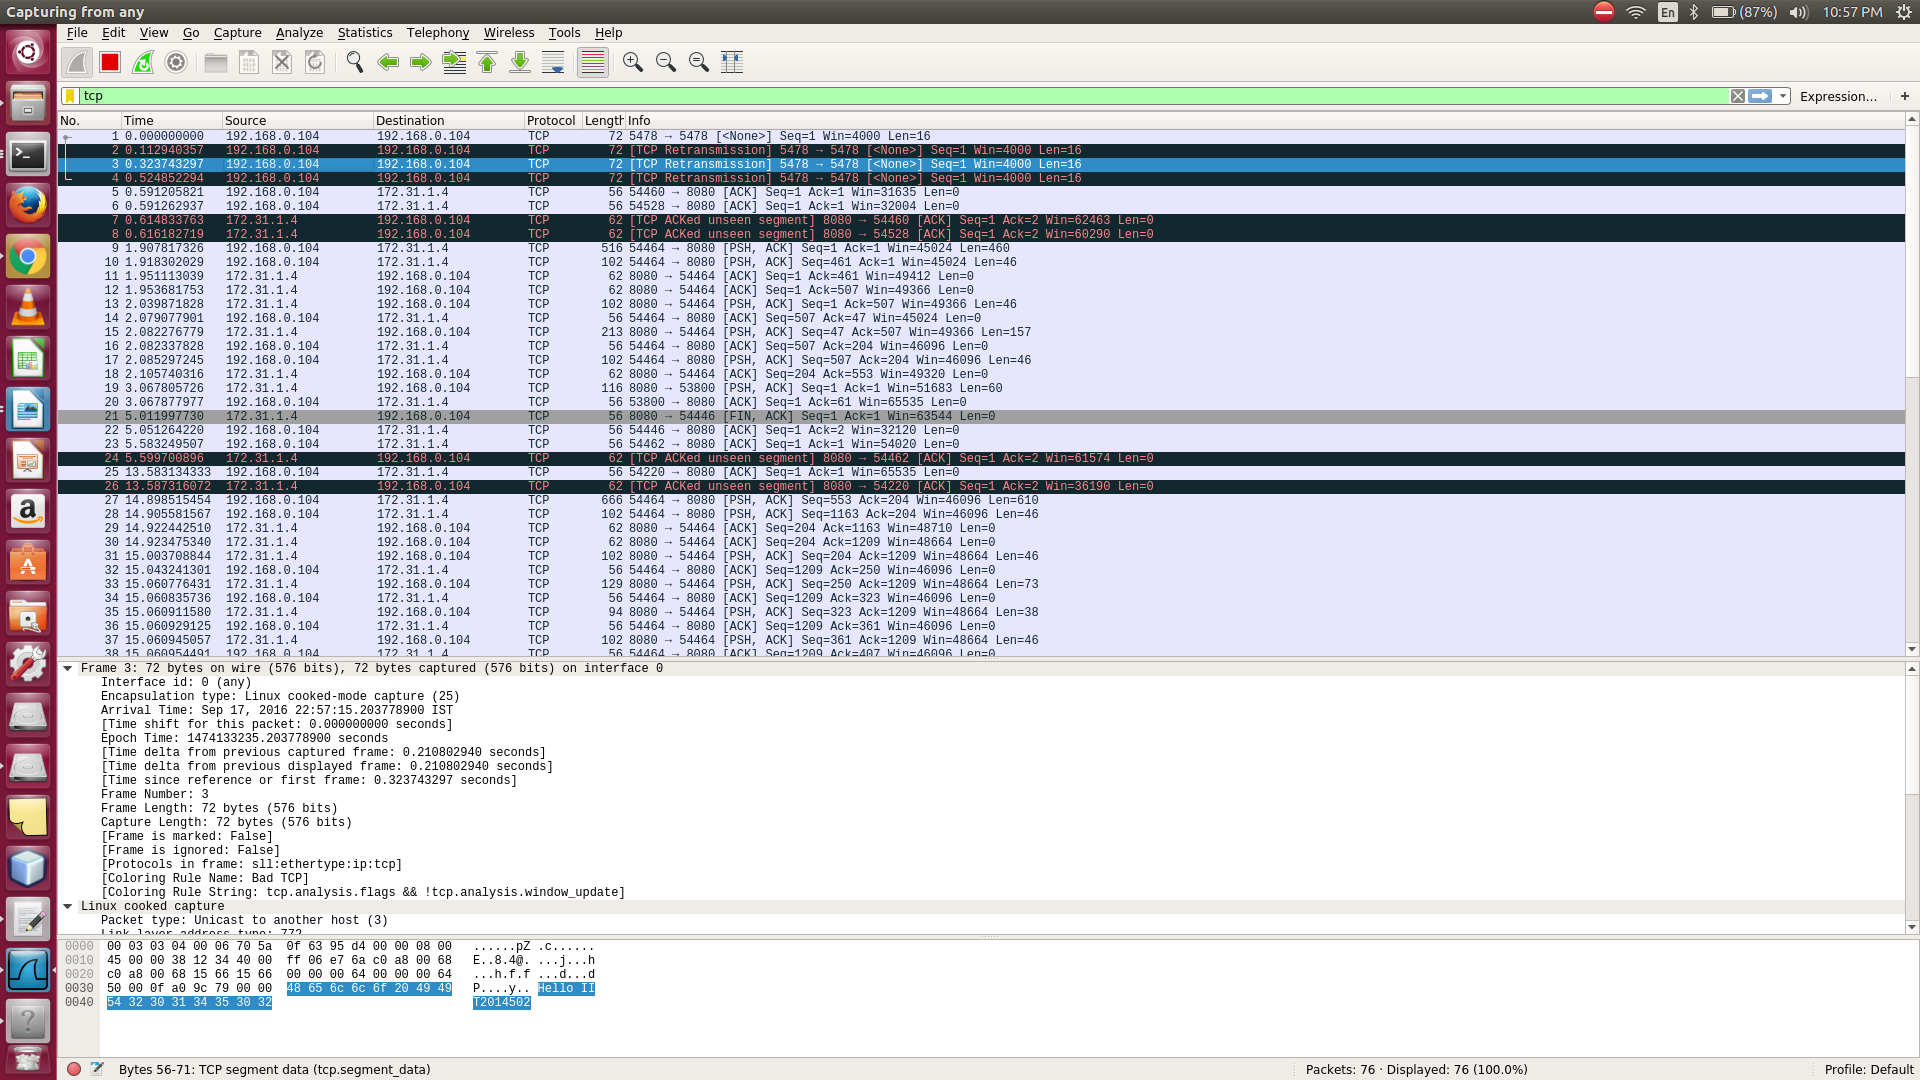 Capturing from any
En (87%) 10:57 PM
File Edit View Go Capture Analyze Statistics Telephony Wireless Tools Help
tcp Expression… +
No. Time Source Destination Protocol Length Info
1 0.000000000 192.168.0.104 192.168.0.104 TCP 72 5478 → 5478 [<None>] Seq=1 Win=4000 Len=16
2 0.112940357 192.168.0.104 192.168.0.104 TCP 72 [TCP Retransmission] 5478 → 5478 [<None>] Seq=1 Win=4000 Len=16
3 0.323743297 192.168.0.104 192.168.0.104 TCP 72 [TCP Retransmission] 5478 → 5478 [<None>] Seq=1 Win=4000 Len=16
4 0.524852294 192.168.0.104 192.168.0.104 TCP 72 [TCP Retransmission] 5478 → 5478 [<None>] Seq=1 Win=4000 Len=16
5 0.591205821 192.168.0.104 172.31.1.4 TCP 56 54460 → 8080 [ACK] Seq=1 Ack=1 Win=31635 Len=0
6 0.591262937 192.168.0.104 172.31.1.4 TCP 56 54528 → 8080 [ACK] Seq=1 Ack=1 Win=32004 Len=0
7 0.614833763 172.31.1.4 192.168.0.104 TCP 62 [TCP ACKed unseen segment] 8080 → 54460 [ACK] Seq=1 Ack=2 Win=62463 Len=0
8 0.616182719 172.31.1.4 192.168.0.104 TCP 62 [TCP ACKed unseen segment] 8080 → 54528 [ACK] Seq=1 Ack=2 Win=60290 Len=0
9 1.907817326 192.168.0.104 172.31.1.4 TCP 516 54464 → 8080 [PSH, ACK] Seq=1 Ack=1 Win=45024 Len=460
10 1.918302029 192.168.0.104 172.31.1.4 TCP 102 54464 → 8080 [PSH, ACK] Seq=461 Ack=1 Win=45024 Len=46
11 1.951113039 172.31.1.4 192.168.0.104 TCP 62 8080 → 54464 [ACK] Seq=1 Ack=461 Win=49412 Len=0
12 1.953681753 172.31.1.4 192.168.0.104 TCP 62 8080 → 54464 [ACK] Seq=1 Ack=507 Win=49366 Len=0
13 2.039871828 172.31.1.4 192.168.0.104 TCP 102 8080 → 54464 [PSH, ACK] Seq=1 Ack=507 Win=49366 Len=46
14 2.079077901 192.168.0.104 172.31.1.4 TCP 56 54464 → 8080 [ACK] Seq=507 Ack=47 Win=45024 Len=0
15 2.082276779 172.31.1.4 192.168.0.104 TCP 213 8080 → 54464 [PSH, ACK] Seq=47 Ack=507 Win=49366 Len=157
16 2.082337828 192.168.0.104 172.31.1.4 TCP 56 54464 → 8080 [ACK] Seq=507 Ack=204 Win=46096 Len=0
17 2.085297245 192.168.0.104 172.31.1.4 TCP 102 54464 → 8080 [PSH, ACK] Seq=507 Ack=204 Win=46096 Len=46
18 2.105740316 172.31.1.4 192.168.0.104 TCP 62 8080 → 54464 [ACK] Seq=204 Ack=553 Win=49320 Len=0
19 3.067805726 172.31.1.4 192.168.0.104 TCP 116 8080 → 53800 [PSH, ACK] Seq=1 Ack=1 Win=51683 Len=60
20 3.067877977 192.168.0.104 172.31.1.4 TCP 56 53800 → 8080 [ACK] Seq=1 Ack=61 Win=65535 Len=0
21 5.011997730 172.31.1.4 192.168.0.104 TCP 56 8080 → 54446 [FIN, ACK] Seq=1 Ack=1 Win=63544 Len=0
22 5.051264220 192.168.0.104 172.31.1.4 TCP 56 54446 → 8080 [ACK] Seq=1 Ack=2 Win=32120 Len=0
23 5.583249507 192.168.0.104 172.31.1.4 TCP 56 54462 → 8080 [ACK] Seq=1 Ack=1 Win=54020 Len=0
24 5.599700896 172.31.1.4 192.168.0.104 TCP 62 [TCP ACKed unseen segment] 8080 → 54462 [ACK] Seq=1 Ack=2 Win=61574 Len=0
25 13.583134333 192.168.0.104 172.31.1.4 TCP 56 54220 → 8080 [ACK] Seq=1 Ack=1 Win=65535 Len=0
26 13.587316072 172.31.1.4 192.168.0.104 TCP 62 [TCP ACKed unseen segment] 8080 → 54220 [ACK] Seq=1 Ack=2 Win=36190 Len=0
27 14.898515454 192.168.0.104 172.31.1.4 TCP 666 54464 → 8080 [PSH, ACK] Seq=553 Ack=204 Win=46096 Len=610
28 14.905581567 192.168.0.104 172.31.1.4 TCP 102 54464 → 8080 [PSH, ACK] Seq=1163 Ack=204 Win=46096 Len=46
29 14.922442510 172.31.1.4 192.168.0.104 TCP 62 8080 → 54464 [ACK] Seq=204 Ack=1163 Win=48710 Len=0
30 14.923475340 172.31.1.4 192.168.0.104 TCP 62 8080 → 54464 [ACK] Seq=204 Ack=1209 Win=48664 Len=0
31 15.003708844 172.31.1.4 192.168.0.104 TCP 102 8080 → 54464 [PSH, ACK] Seq=204 Ack=1209 Win=48664 Len=46
32 15.043241301 192.168.0.104 172.31.1.4 TCP 56 54464 → 8080 [ACK] Seq=1209 Ack=250 Win=46096 Len=0
33 15.060776431 172.31.1.4 192.168.0.104 TCP 129 8080 → 54464 [PSH, ACK] Seq=250 Ack=1209 Win=48664 Len=73
34 15.060835736 192.168.0.104 172.31.1.4 TCP 56 54464 → 8080 [ACK] Seq=1209 Ack=323 Win=46096 Len=0
35 15.060911580 172.31.1.4 192.168.0.104 TCP 94 8080 → 54464 [PSH, ACK] Seq=323 Ack=1209 Win=48664 Len=38
36 15.060929125 192.168.0.104 172.31.1.4 TCP 56 54464 → 8080 [ACK] Seq=1209 Ack=361 Win=46096 Len=0
37 15.060945057 172.31.1.4 192.168.0.104 TCP 102 8080 → 54464 [PSH, ACK] Seq=361 Ack=1209 Win=48664 Len=46
38 15.060954491 192.168.0.104 172.31.1.4 TCP 56 54464 → 8080 [ACK] Seq=1209 Ack=407 Win=46096 Len=0
Frame 3: 72 bytes on wire (576 bits), 72 bytes captured (576 bits) on interface 0
Interface id: 0 (any)
Encapsulation type: Linux cooked-mode capture (25)
Arrival Time: Sep 17, 2016 22:57:15.203778900 IST
[Time shift for this packet: 0.000000000 seconds]
Epoch Time: 1474133235.203778900 seconds
[Time delta from previous captured frame: 0.210802940 seconds]
[Time delta from previous displayed frame: 0.210802940 seconds]
[Time since reference or first frame: 0.323743297 seconds]
Frame Number: 3
Frame Length: 72 bytes (576 bits)
Capture Length: 72 bytes (576 bits)
[Frame is marked: False]
[Frame is ignored: False]
[Protocols in frame: sll:ethertype:ip:tcp]
[Coloring Rule Name: Bad TCP]
[Coloring Rule String: tcp.analysis.flags && !tcp.analysis.window_update]
Linux cooked capture
Packet type: Unicast to another host (3)
Link-layer address type: 772
0000 00 03 03 04 00 06 70 5a 0f 63 95 d4 00 00 08 00 ......pZ .c......
0010 45 00 00 38 12 34 40 00 ff 06 e7 6a c0 a8 00 68 E..8.4@. ...j...h
0020 c0 a8 00 68 15 66 15 66 00 00 00 64 00 00 00 64 ...h.f.f ...d...d
0030 50 00 0f a0 9c 79 00 00 48 65 6c 6c 6f 20 49 49 P....y.. Hello II
0040 54 32 30 31 34 35 30 32 T2014502
Bytes 56-71: TCP segment data (tcp.segment_data) Packets: 76 · Displayed: 76 (100.0%) Profile: Default